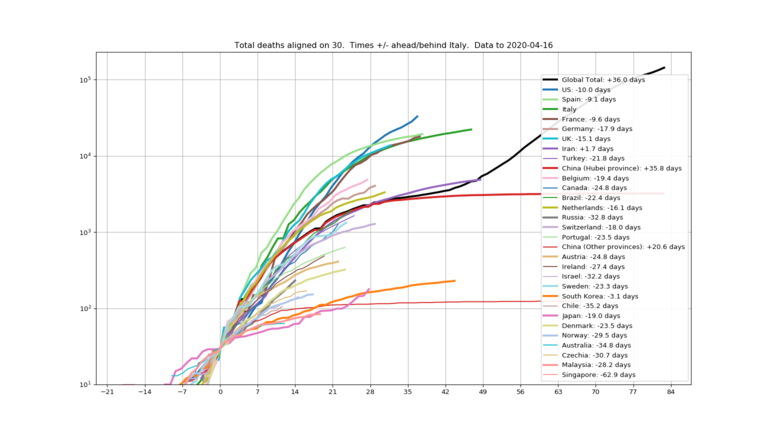 Total deaths aligned on 30. Times +/- ahead/behind Italy. Data to 2020-04-16
10⁵
10⁴
10³
10²
10¹
Global Total: +36.0 days
US: -10.0 days
Spain: -9.1 days
Italy
France: -9.6 days
Germany: -17.9 days
UK: -15.1 days
Iran: +1.7 days
Turkey: -21.8 days
China (Hubei province): +35.8 days
Belgium: -19.4 days
Canada: -24.8 days
Brazil: -22.4 days
Netherlands: -16.1 days
Russia: -32.8 days
Switzerland: -18.0 days
Portugal: -23.5 days
China (Other provinces): +20.6 days
Austria: -24.8 days
Ireland: -27.4 days
Israel: -32.2 days
Sweden: -23.3 days
South Korea: -3.1 days
Chile: -35.2 days
Japan: -19.0 days
Denmark: -23.5 days
Norway: -29.5 days
Australia: -34.8 days
Czechia: -30.7 days
Malaysia: -28.2 days
Singapore: -62.9 days
−21 −14 −7 0 7 14 21 28 35 42 49 56 63 70 77 84